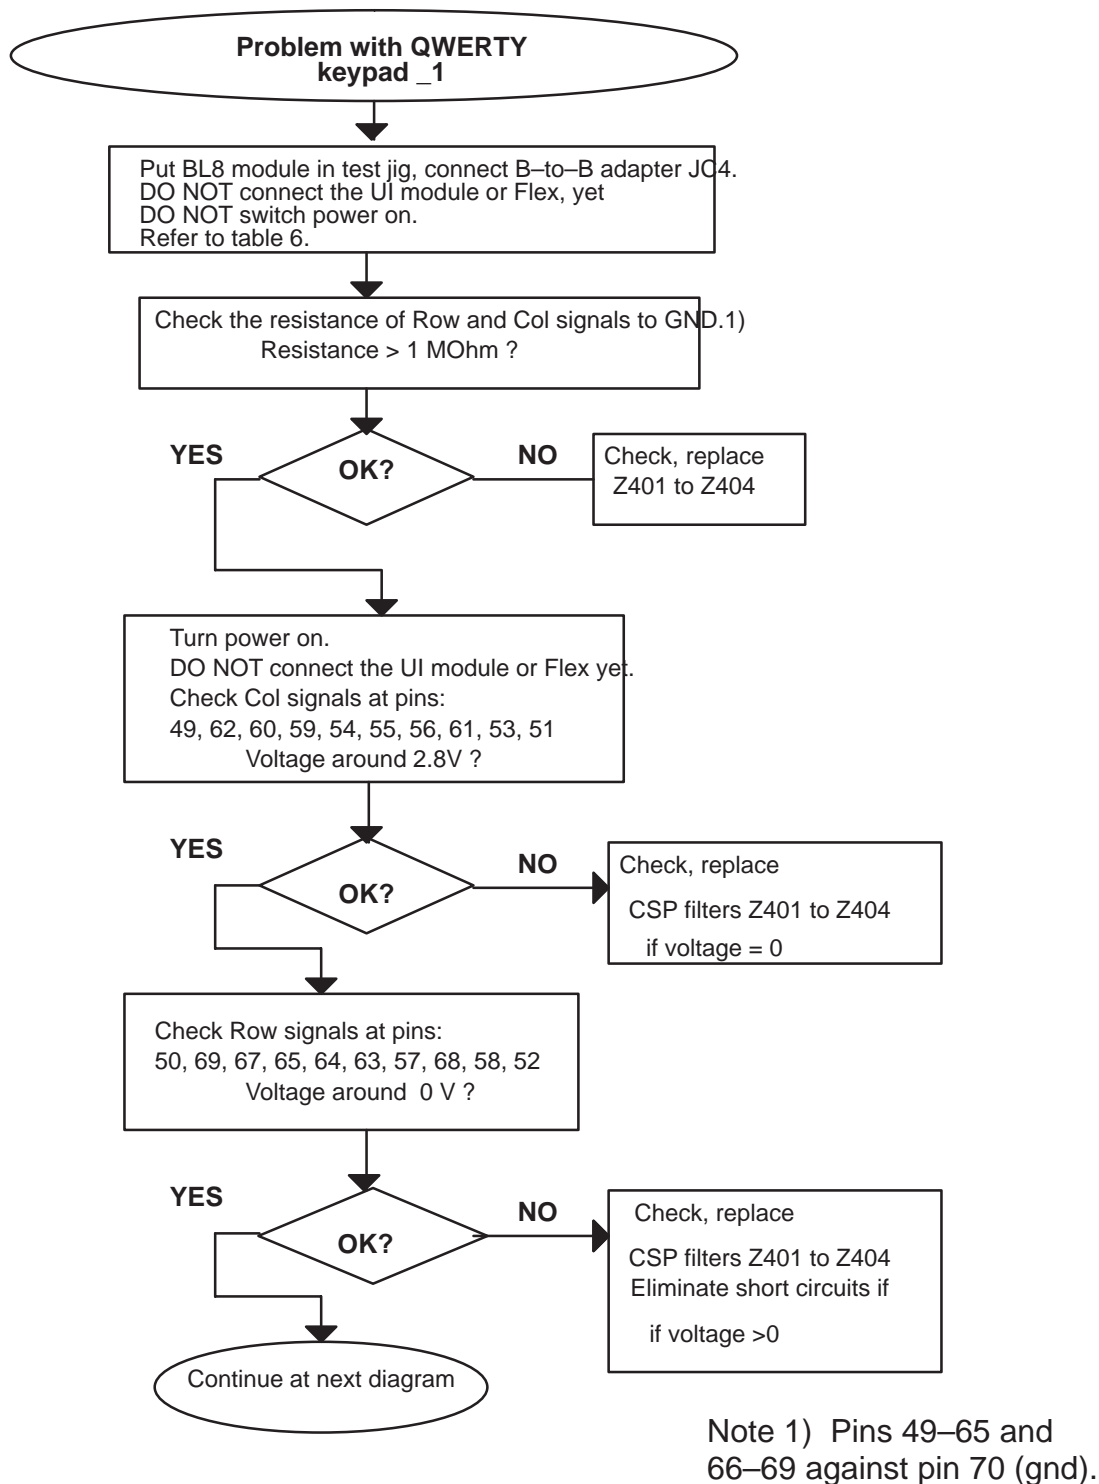 Problem with QWERTY
keypad _1
Put BL8 module in test jig, connect B–to–B adapter JC4.
DO NOT connect the UI module or Flex, yet
DO NOT switch power on.
Refer to table 6.
Check the resistance of Row and Col signals to GND.1)
Resistance > 1 MOhm ?
YES
OK?
NO
Check, replace
Z401 to Z404
Turn power on.
DO NOT connect the UI module or Flex yet.
Check Col signals at pins:
49, 62, 60, 59, 54, 55, 56, 61, 53, 51
Voltage around 2.8V ?
YES
OK?
NO
Check, replace
CSP filters Z401 to Z404
if voltage = 0
Check Row signals at pins:
50, 69, 67, 65, 64, 63, 57, 68, 58, 52
Voltage around 0 V ?
YES
OK?
NO
Check, replace
CSP filters Z401 to Z404
Eliminate short circuits if
if voltage >0
Continue at next diagram
Note 1) Pins 49–65 and
66–69 against pin 70 (gnd).